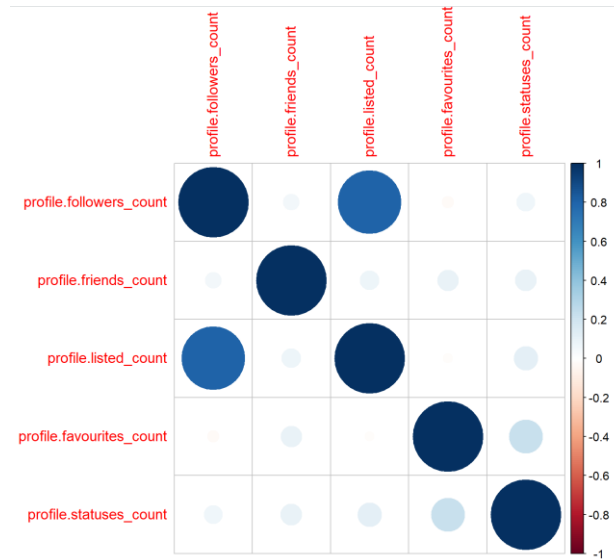 profile.followers_count
profile.friends_count
profile.listed_count
profile.favourites_count
profile.statuses_count
profile.followers_count
profile.friends_count
profile.listed_count
profile.favourites_count
profile.statuses_count
1
0.8
0.6
0.4
0.2
0
-0.2
-0.4
-0.6
-0.8
-1